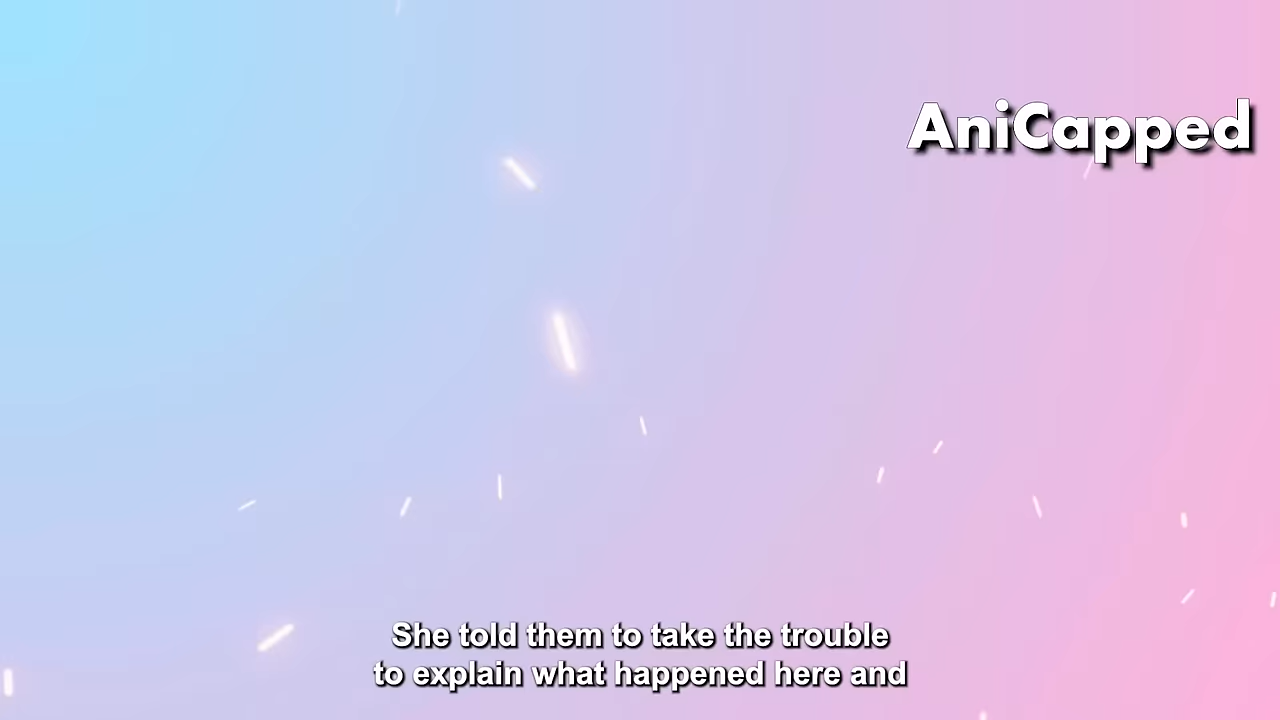 AniCapped
She told them to take the trouble
to explain what happened here and